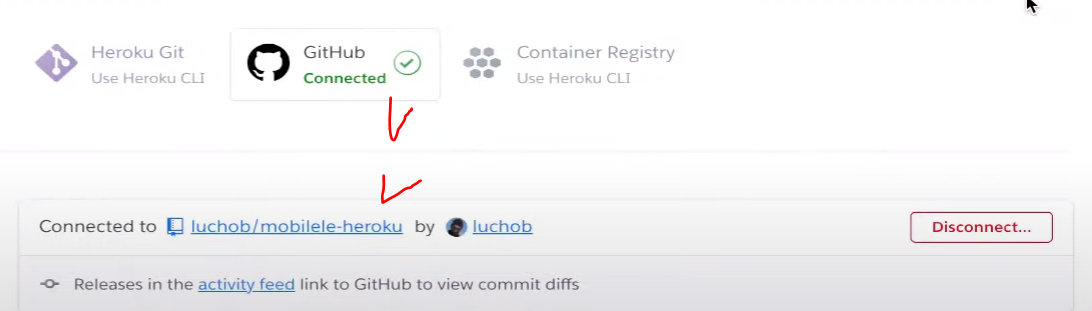 Heroku Git
Use Heroku CLI
GitHub
Connected
Container Registry
Use Heroku CLI
Connected to luchob/mobilele-heroku by luchob
Disconnect...
Releases in the activity feed link to GitHub to view commit diffs